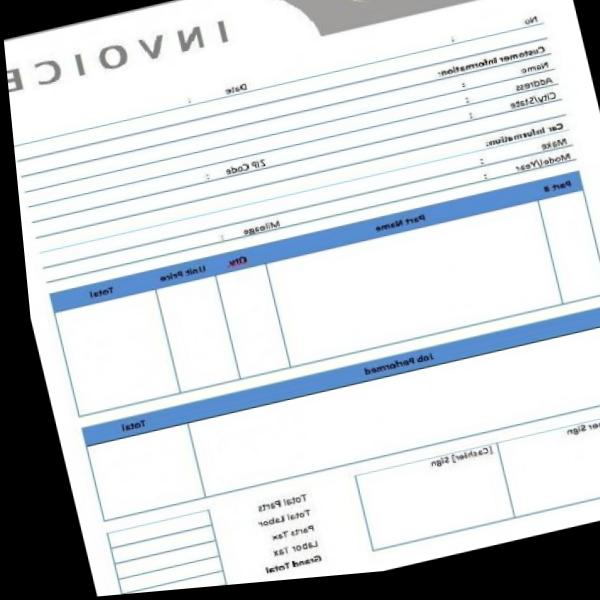 INVOICE
No :
Date :
Customer Information:
Name :
Address :
City/State :
ZIP Code :
Car Information:
Make :
Model/Year :
Mileage :
Part # Part Name Qty. Unit Price Total
Job Performed Total
[Cashier] Sign
Sign
Total Parts
Total Labor
Parts Tax
Labor Tax
Grand Total